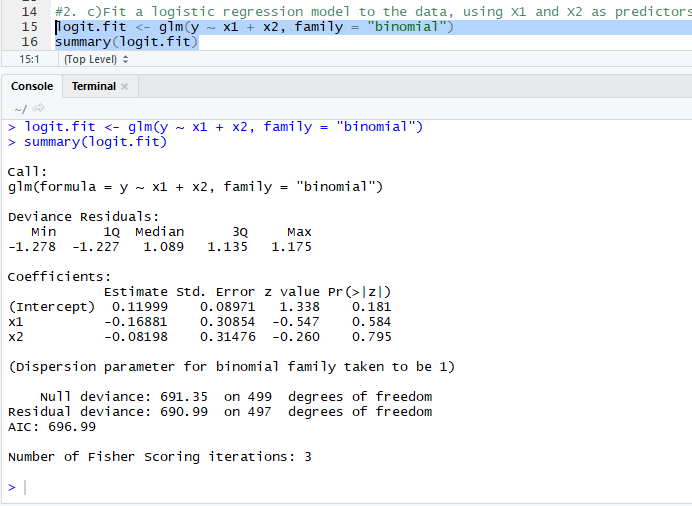 14 #2. c)Fit a logistic regression model to the data, using X1 and X2 as predictors
15 logit.fit <- glm(y ~ x1 + x2, family = "binomial")
16 summary(logit.fit)
15:1 (Top Level)
Console Terminal ×
~/
> logit.fit <- glm(y ~ x1 + x2, family = "binomial")
> summary(logit.fit)
Call:
glm(formula = y ~ x1 + x2, family = "binomial")
Deviance Residuals:
Min 1Q Median 3Q Max
-1.278 -1.227 1.089 1.135 1.175
Coefficients:
Estimate Std. Error z value Pr(>|z|)
(Intercept) 0.11999 0.08971 1.338 0.181
x1 -0.16881 0.30854 -0.547 0.584
x2 -0.08198 0.31476 -0.260 0.795
(Dispersion parameter for binomial family taken to be 1)
Null deviance: 691.35 on 499 degrees of freedom
Residual deviance: 690.99 on 497 degrees of freedom
AIC: 696.99
Number of Fisher Scoring iterations: 3
>